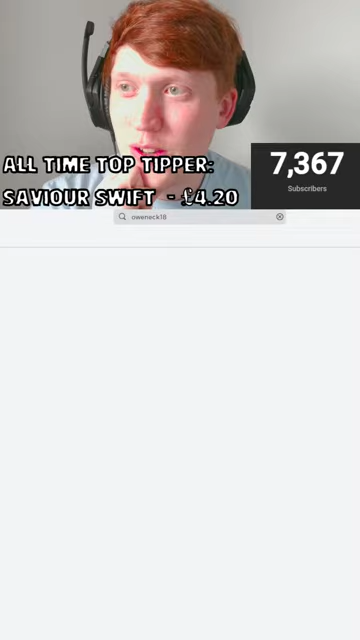 ALL TIME TOP TIPPER:
SAVIOUR SWIFT - £4.20
7,367
Subscribers
oweneck18